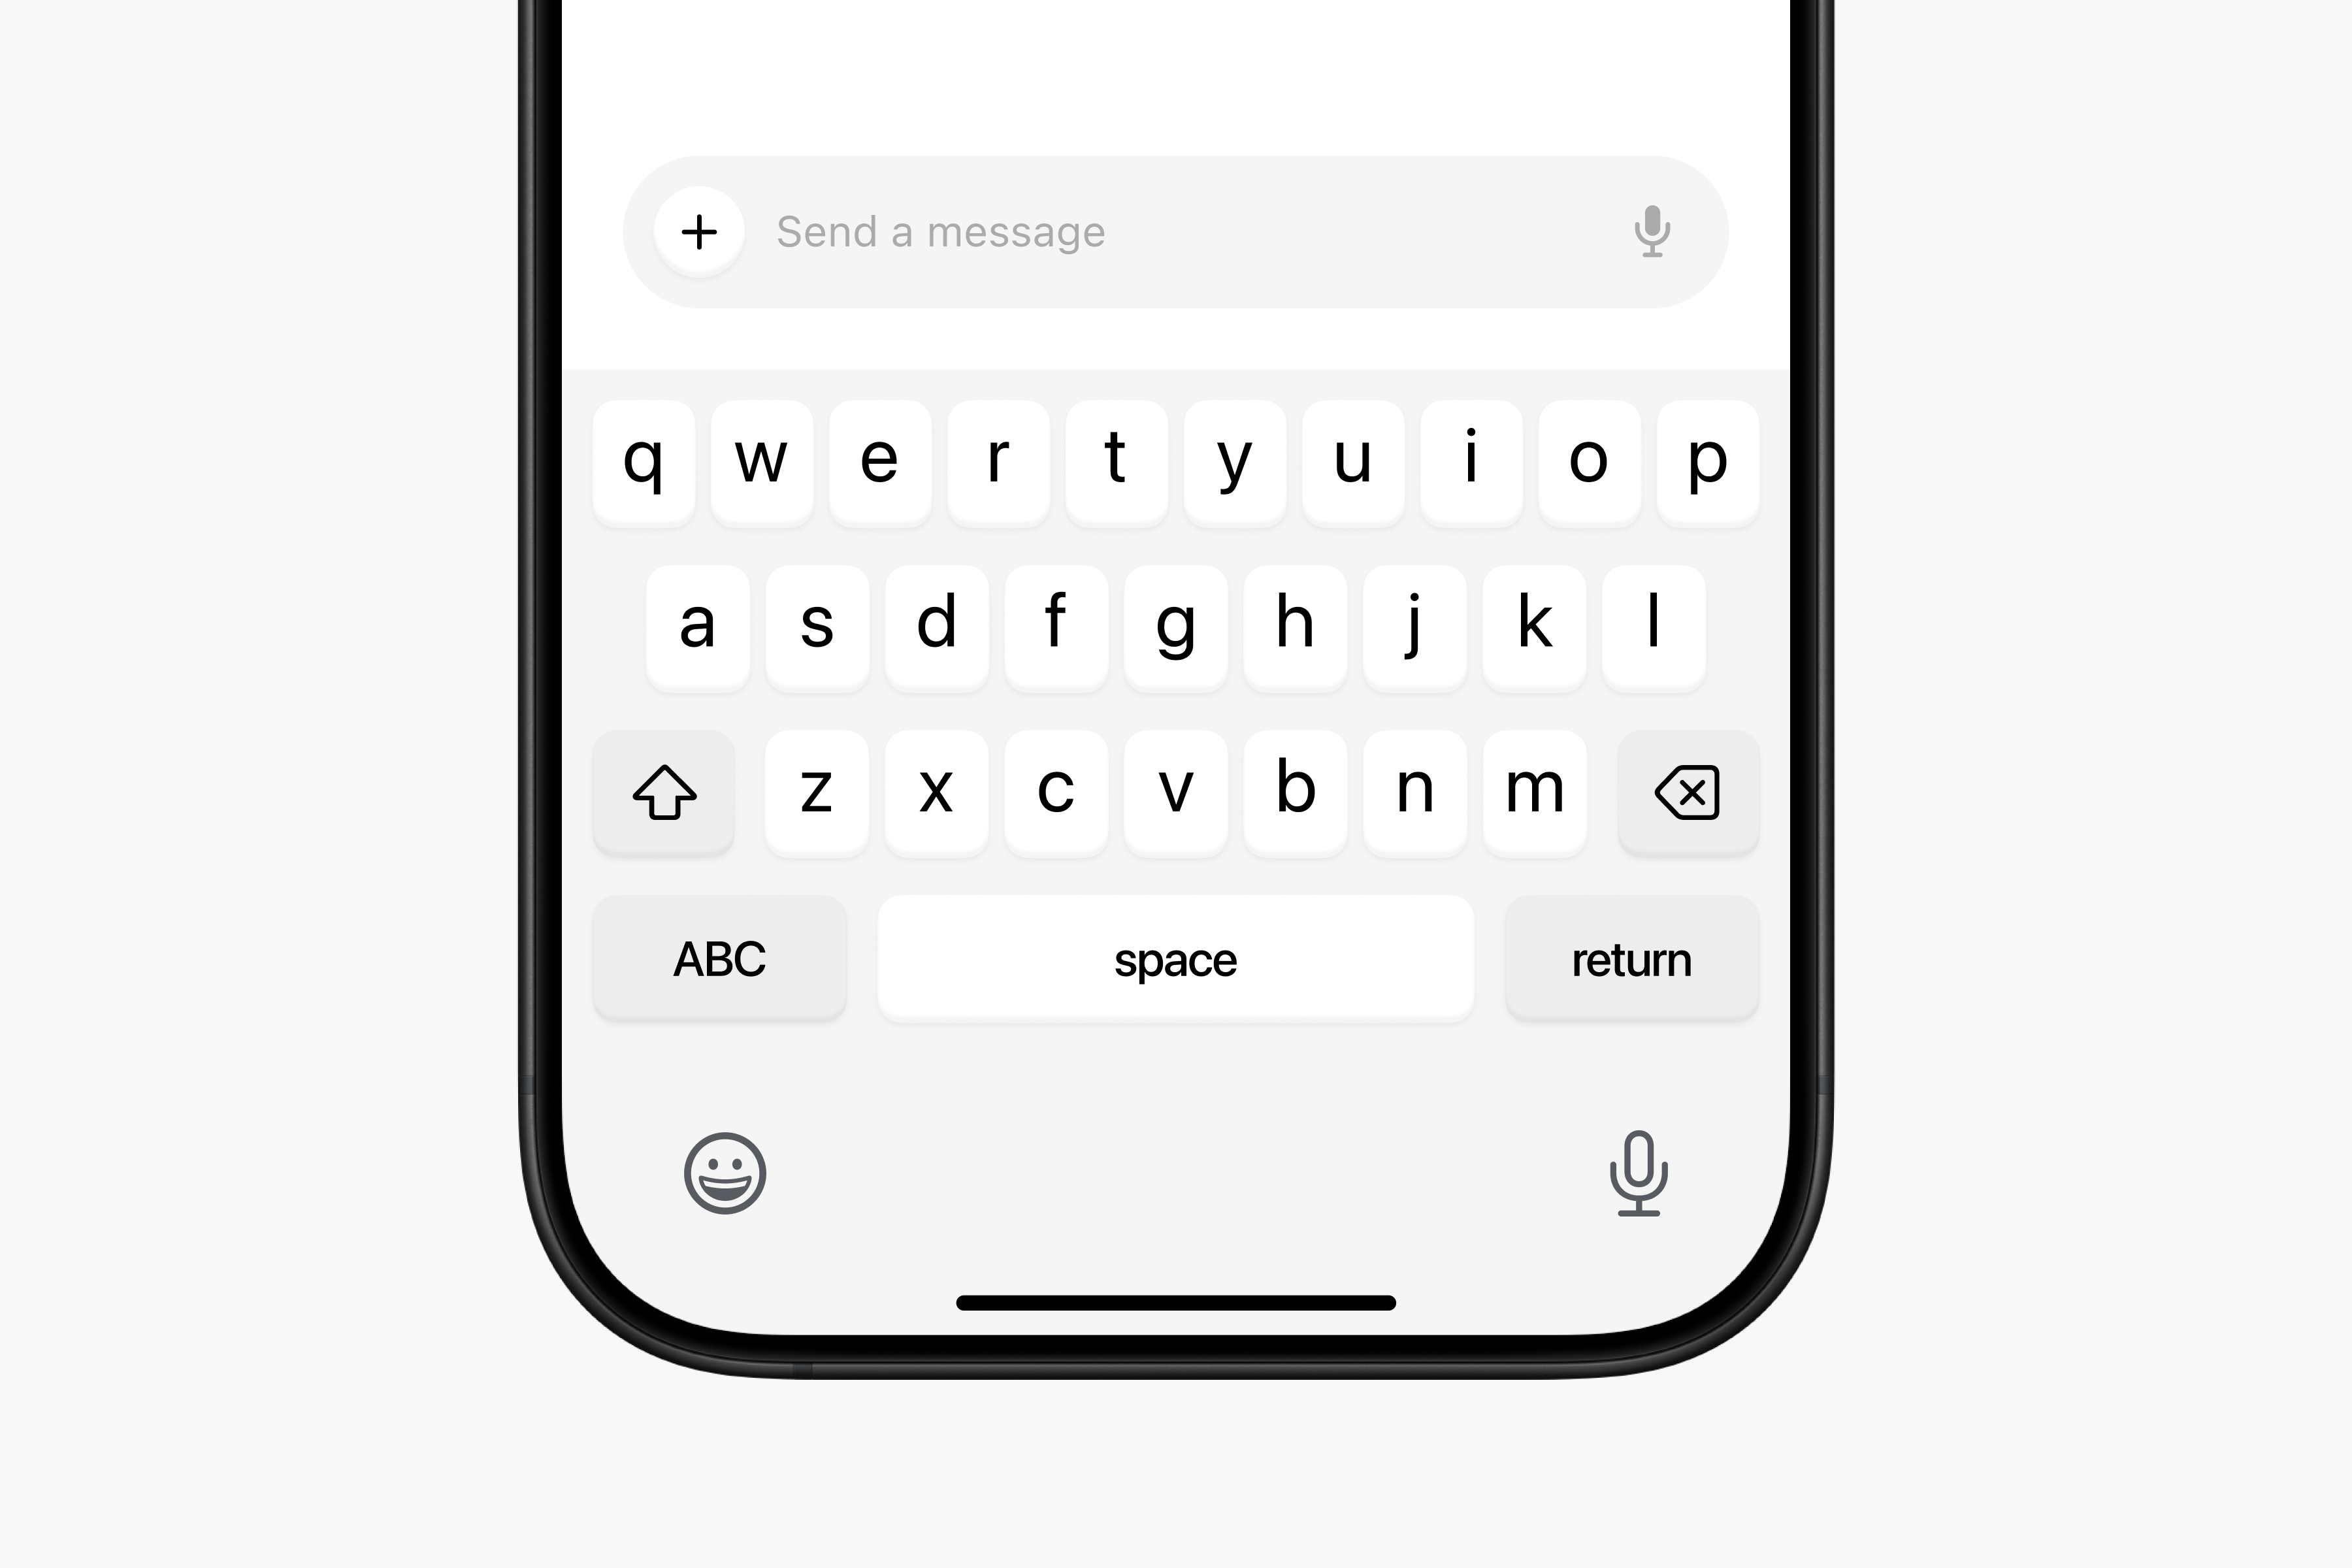 Send a message
q w e r t y u i o p
a s d f g h j k l
z x c v b n m
ABC space return